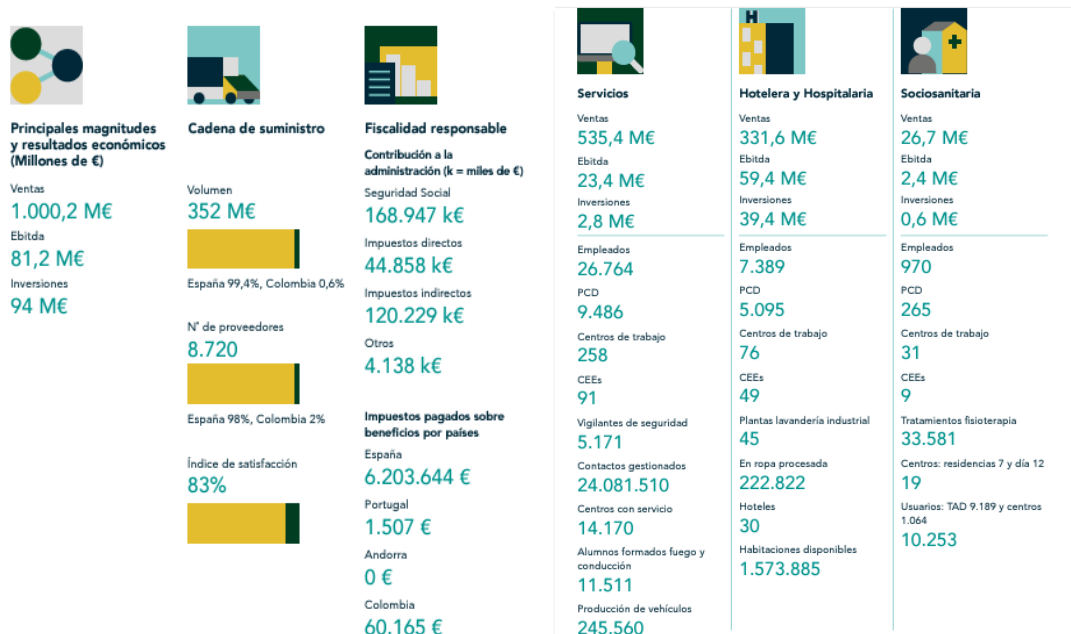 Principales magnitudes
y resultados económicos
(Millones de €)
Ventas
1.000,2 M€
Ebitda
81,2 M€
Inversiones
94 M€
Cadena de suministro
Volumen
352 M€
España 99,4%, Colombia 0,6%
N° de proveedores
8.720
España 98%, Colombia 2%
Índice de satisfacción
83%
Fiscalidad responsable
Contribución a la
administración (k = miles de €)
Seguridad Social
168.947 k€
Impuestos directos
44.858 k€
Impuestos indirectos
120.229 k€
Otros
4.138 k€
Impuestos pagados sobre
beneficios por países
España
6.203.644 €
Portugal
1.507 €
Andorra
0 €
Colombia
60.165 €
Servicios
Ventas
535,4 M€
Ebitda
23,4 M€
Inversiones
2,8 M€
Empleados
26.764
PCD
9.486
Centros de trabajo
258
CEEs
91
Vigilantes de seguridad
5.171
Contactos gestionados
24.081.510
Centros con servicio
14.170
Alumnos formados fuego y
conducción
11.511
Producción de vehículos
245.560
H
Hotelera y Hospitalaria
Ventas
331,6 M€
Ebitda
59,4 M€
Inversiones
39,4 M€
Empleados
7.389
PCD
5.095
Centros de trabajo
76
CEEs
49
Plantas lavandería industrial
45
En ropa procesada
222.822
Hoteles
30
Habitaciones disponibles
1.573.885
Sociosanitaria
Ventas
26,7 M€
Ebitda
2,4 M€
Inversiones
0,6 M€
Empleados
970
PCD
265
Centros de trabajo
31
CEEs
9
Tratamientos fisioterapia
33.581
Centros: residencias 7 y día 12
19
Usuarios: TAD 9.189 y centros
1.064
10.253